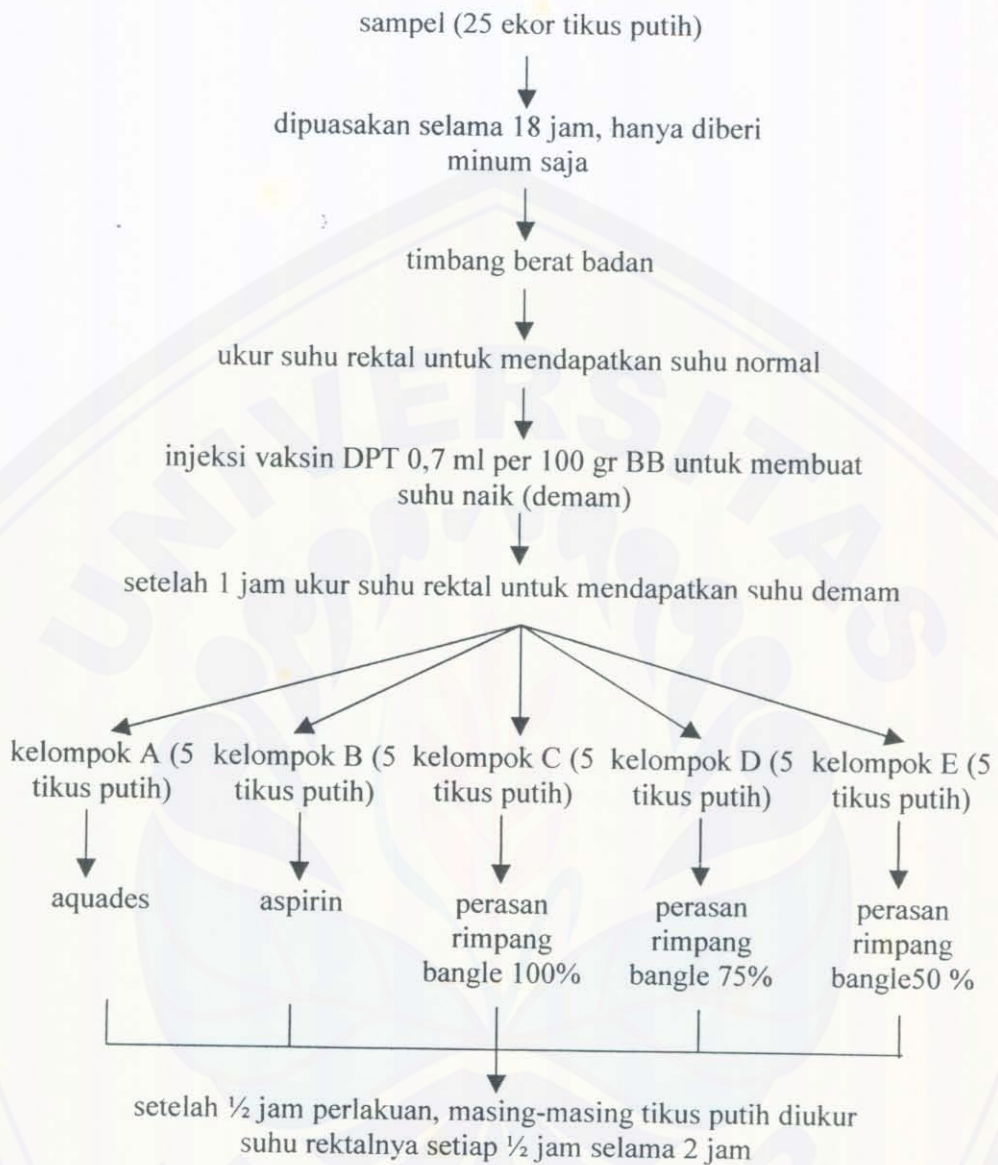 sampel (25 ekor tikus putih)
dipuasakan selama 18 jam, hanya diberi
minum saja
timbang berat badan
ukur suhu rektal untuk mendapatkan suhu normal
injeksi vaksin DPT 0,7 ml per 100 gr BB untuk membuat
suhu naik (demam)
setelah 1 jam ukur suhu rektal untuk mendapatkan suhu demam
kelompok A (5
tikus putih)
kelompok B (5
tikus putih)
kelompok C (5
tikus putih)
kelompok D (5
tikus putih)
kelompok E (5
tikus putih)
aquades
aspirin
perasan
rimpang
bangle 100%
perasan
rimpang
bangle 75%
perasan
rimpang
bangle50 %
setelah ½ jam perlakuan, masing-masing tikus putih diukur
suhu rektalnya setiap ½ jam selama 2 jam
UNIVERSITAS